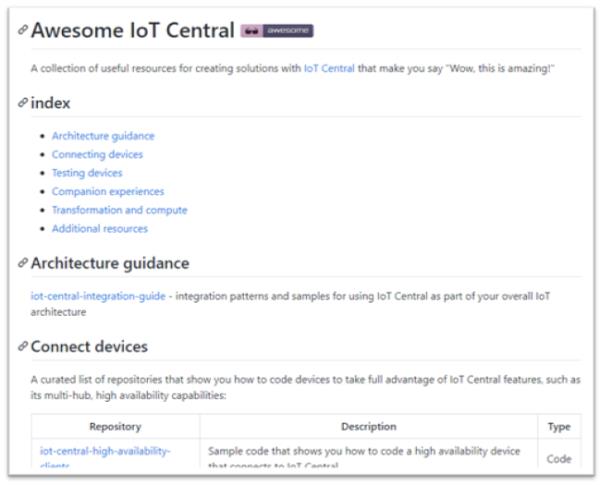 Awesome IoT Central awesome
A collection of useful resources for creating solutions with IoT Central that make you say "Wow, this is amazing!"
index
Architecture guidance
Connecting devices
Testing devices
Companion experiences
Transformation and compute
Additional resources
Architecture guidance
iot-central-integration-guide - integration patterns and samples for using IoT Central as part of your overall IoT
architecture
Connect devices
A curated list of repositories that show you how to code devices to take full advantage of IoT Central features, such as
its multi-hub, high availability capabilities:
Repository Description Type
iot-central-high-availability- Sample code that shows you how to code a high availability device
clients that connects to IoT Central Code